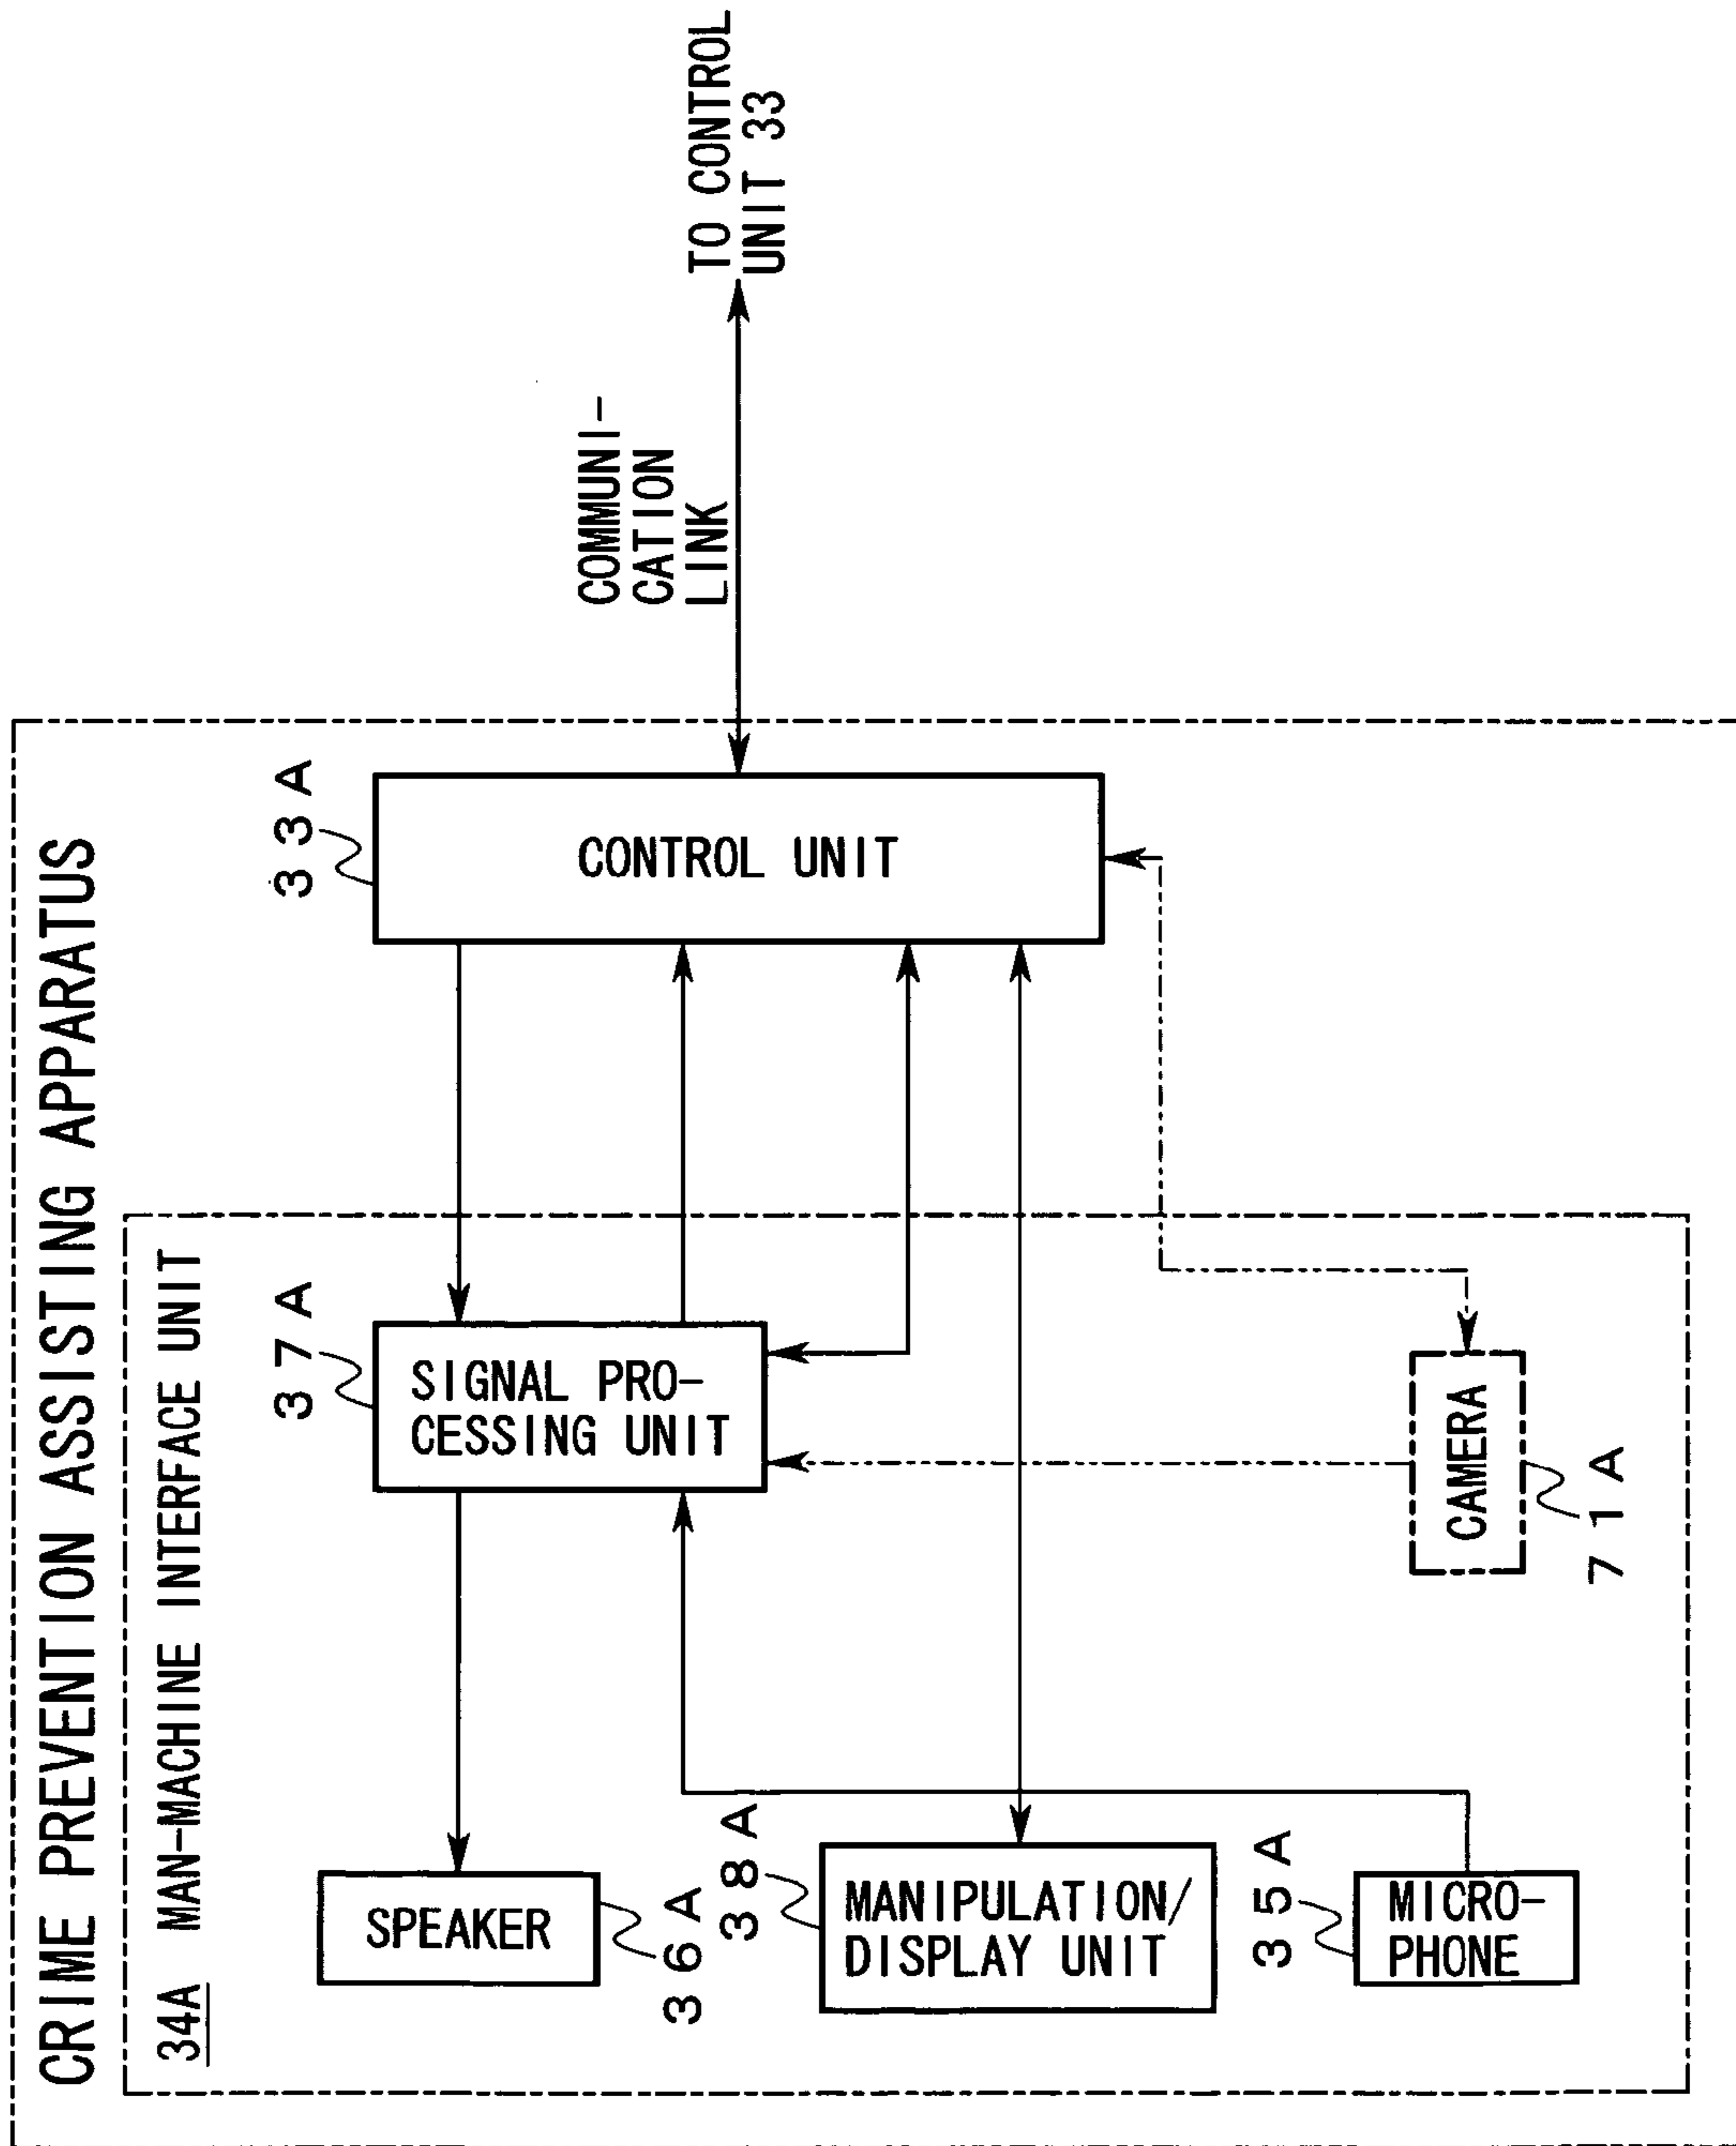 CRIME PREVENTION ASSISTING APPARATUS
34A MAN-MACHINE INTERFACE UNIT
SPEAKER
36A
37A
SIGNAL PRO-
CESSING UNIT
33A
CONTROL UNIT
COMMUNI-
CATION
LINK
TO CONTROL
UNIT 33
38A
MANIPULATION/
DISPLAY UNIT
35A
MICRO-
PHONE
CAMERA
71A